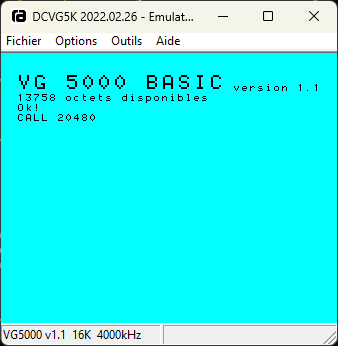 DCVG5K 2022.02.26 - Emulat...
Fichier Options Outils Aide
VG 5000 BASIC version 1.1
13758 octets disponibles
Ok!
CALL 20480
VG5000 v1.1 16K 4000kHz